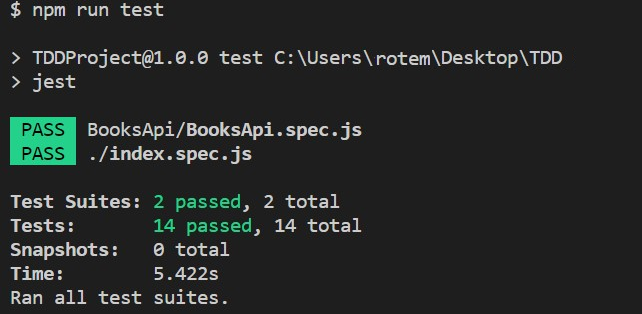 $ npm run test
> TDDProject@1.0.0 test C:\Users\rotem\Desktop\TDD
> jest
PASS BooksApi/BooksApi.spec.js
PASS ./index.spec.js
Test Suites: 2 passed, 2 total
Tests: 14 passed, 14 total
Snapshots: 0 total
Time: 5.422s
Ran all test suites.